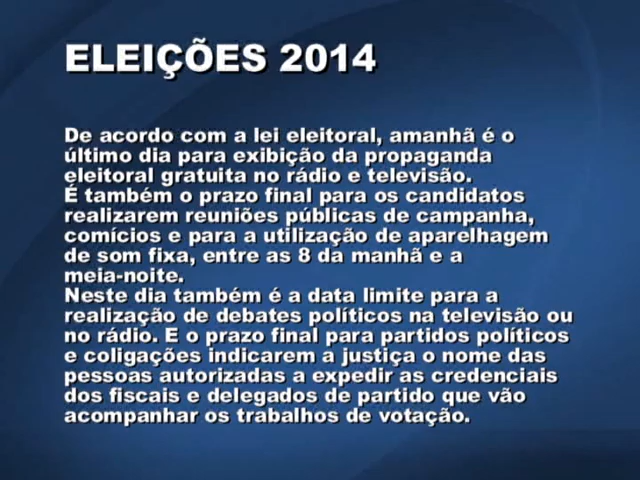 ELEIÇÕES 2014
De acordo com a lei eleitoral, amanhã é o
último dia para exibição da propaganda
eleitoral gratuita no rádio e televisão.
É também o prazo final para os candidatos
realizarem reuniões públicas de campanha,
comícios e para a utilização de aparelhagem
de som fixa, entre as 8 da manhã e a
meia-noite.
Neste dia também é a data limite para a
realização de debates políticos na televisão ou
no rádio. E o prazo final para partidos políticos
e coligações indicarem a justiça o nome das
pessoas autorizadas a expedir as credenciais
dos fiscais e delegados de partido que vão
acompanhar os trabalhos de votação.